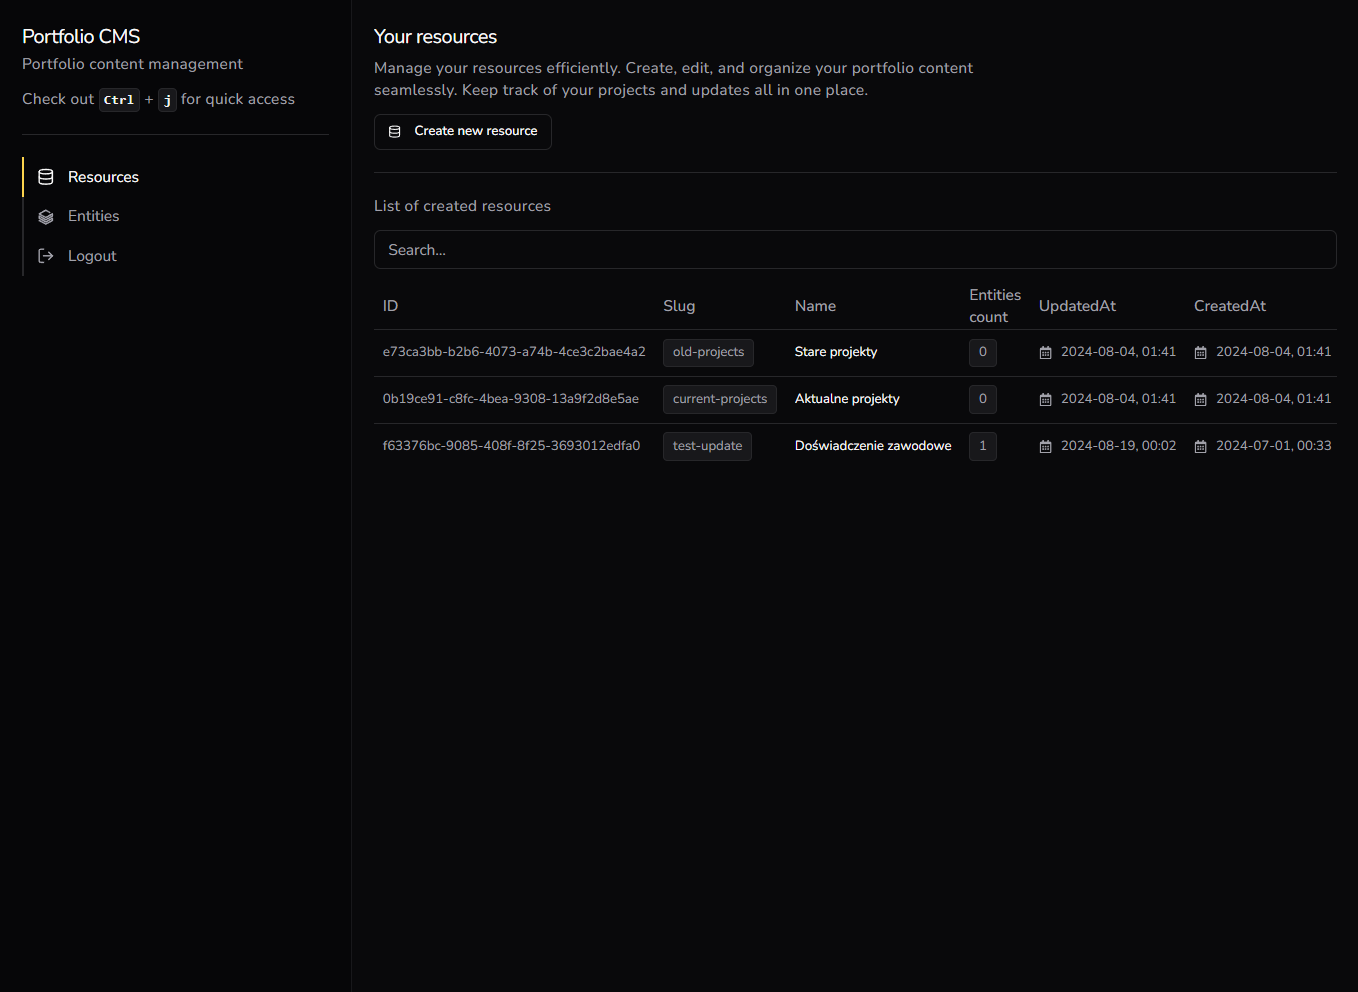 Portfolio CMS
Portfolio content management
Check out Ctrl + j for quick access
Resources
Entities
Logout
Your resources
Manage your resources efficiently. Create, edit, and organize your portfolio content
seamlessly. Keep track of your projects and updates all in one place.
Create new resource
List of created resources
Search...
ID Slug Name Entities count UpdatedAt CreatedAt
e73ca3bb-b2b6-4073-a74b-4ce3c2bae4a2 old-projects Stare projekty 0 2024-08-04, 01:41 2024-08-04, 01:41
0b19ce91-c8fc-4bea-9308-13a9f2d8e5ae current-projects Aktualne projekty 0 2024-08-04, 01:41 2024-08-04, 01:41
f63376bc-9085-408f-8f25-3693012edfa0 test-update Doświadczenie zawodowe 1 2024-08-19, 00:02 2024-07-01, 00:33